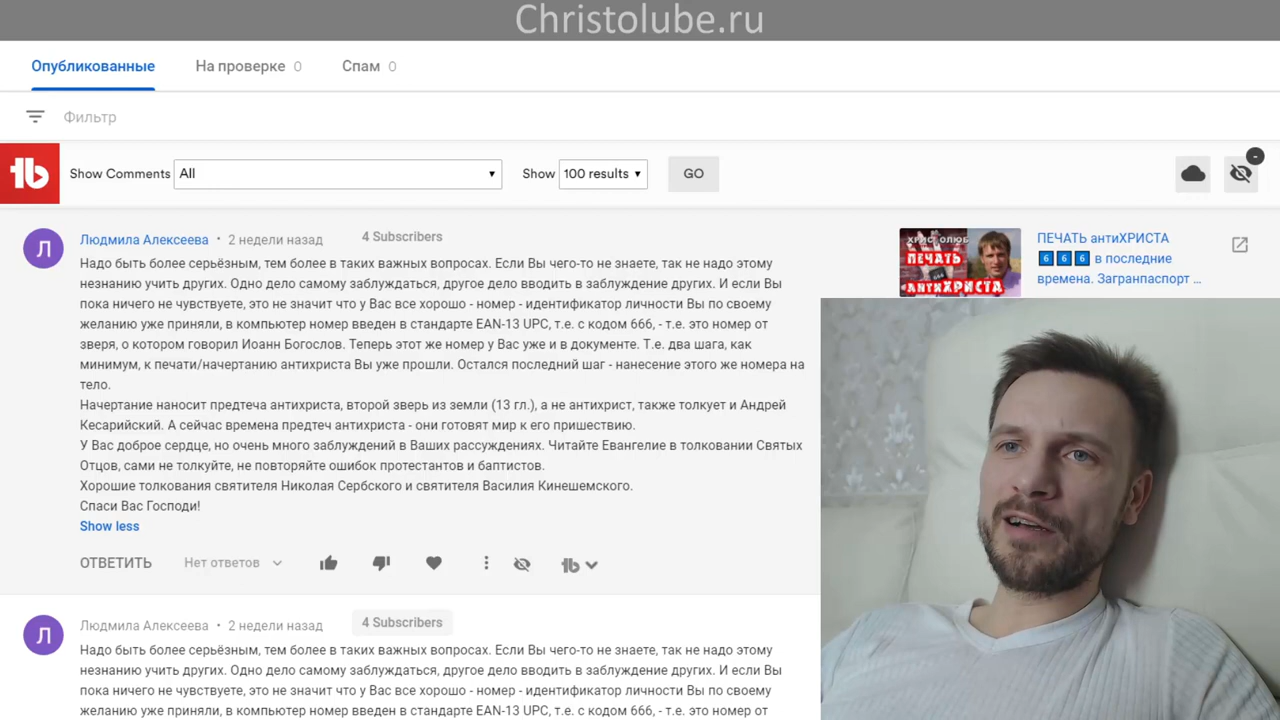 Christolube.ru
Опубликованные На проверке 0 Спам 0
Фильтр
Show Comments All Show 100 results GO
Людмила Алексеева • 2 недели назад 4 Subscribers
Надо быть более серьёзным, тем более в таких важных вопросах. Если Вы чего-то не знаете, так не надо этому
незнанию учить других. Одно дело самому заблуждаться, другое дело вводить в заблуждение других. И если Вы
пока ничего не чувствуете, это не значит что у Вас все хорошо - номер - идентификатор личности Вы по своему
желанию уже приняли, в компьютер номер введен в стандарте EAN-13 UPC, т.е. с кодом 666, - т.е. это номер от
зверя, о котором говорил Иоанн Богослов. Теперь этот же номер у Вас уже и в документе. Т.е. два шага, как
минимум, к печати/начертанию антихриста Вы уже прошли. Остался последний шаг - нанесение этого же номера на
тело.
Начертание наносит предтеча антихриста, второй зверь из земли (13 гл.), а не антихрист, также толкует и Андрей
Кесарийский. А сейчас времена предтеч антихриста - они готовят мир к его пришествию.
У Вас доброе сердце, но очень много заблуждений в Ваших рассуждениях. Читайте Евангелие в толковании Святых
Отцов, сами не толкуйте, не повторяйте ошибок протестантов и баптистов.
Хорошие толкования святителя Николая Сербского и святителя Василия Кинешемского.
Спаси Вас Господи!
Show less
ОТВЕТИТЬ Нет ответов
ПЕЧАТЬ
антиХРИСТА
ПЕЧАТЬ антиХРИСТА
6 6 6 в последние
времена. Загранпаспорт ...
Л
Людмила Алексеева • 2 недели назад 4 Subscribers
Надо быть более серьёзным, тем более в таких важных вопросах. Если Вы чего-то не знаете, так не надо этому
незнанию учить других. Одно дело самому заблуждаться, другое дело вводить в заблуждение других. И если Вы
пока ничего не чувствуете, это не значит что у Вас все хорошо - номер - идентификатор личности Вы по своему
желанию уже приняли, в компьютер номер введен в стандарте EAN-13 UPC, т.е. с кодом 666, - т.е. это номер от
Л